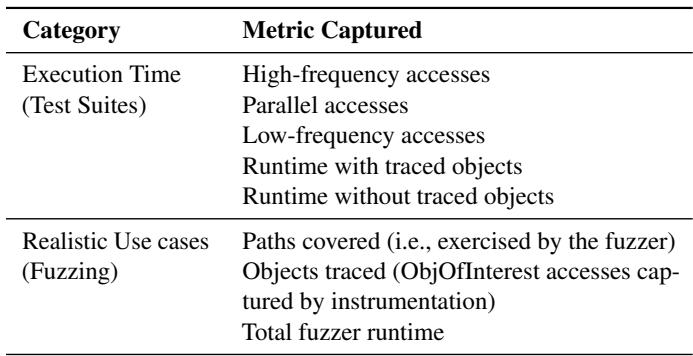 Category Metric Captured
Execution Time High-frequency accesses
(Test Suites) Parallel accesses
Low-frequency accesses
Runtime with traced objects
Runtime without traced objects
Realistic Use cases Paths covered (i.e., exercised by the fuzzer)
(Fuzzing) Objects traced (ObjOfInterest accesses cap-
tured by instrumentation)
Total fuzzer runtime